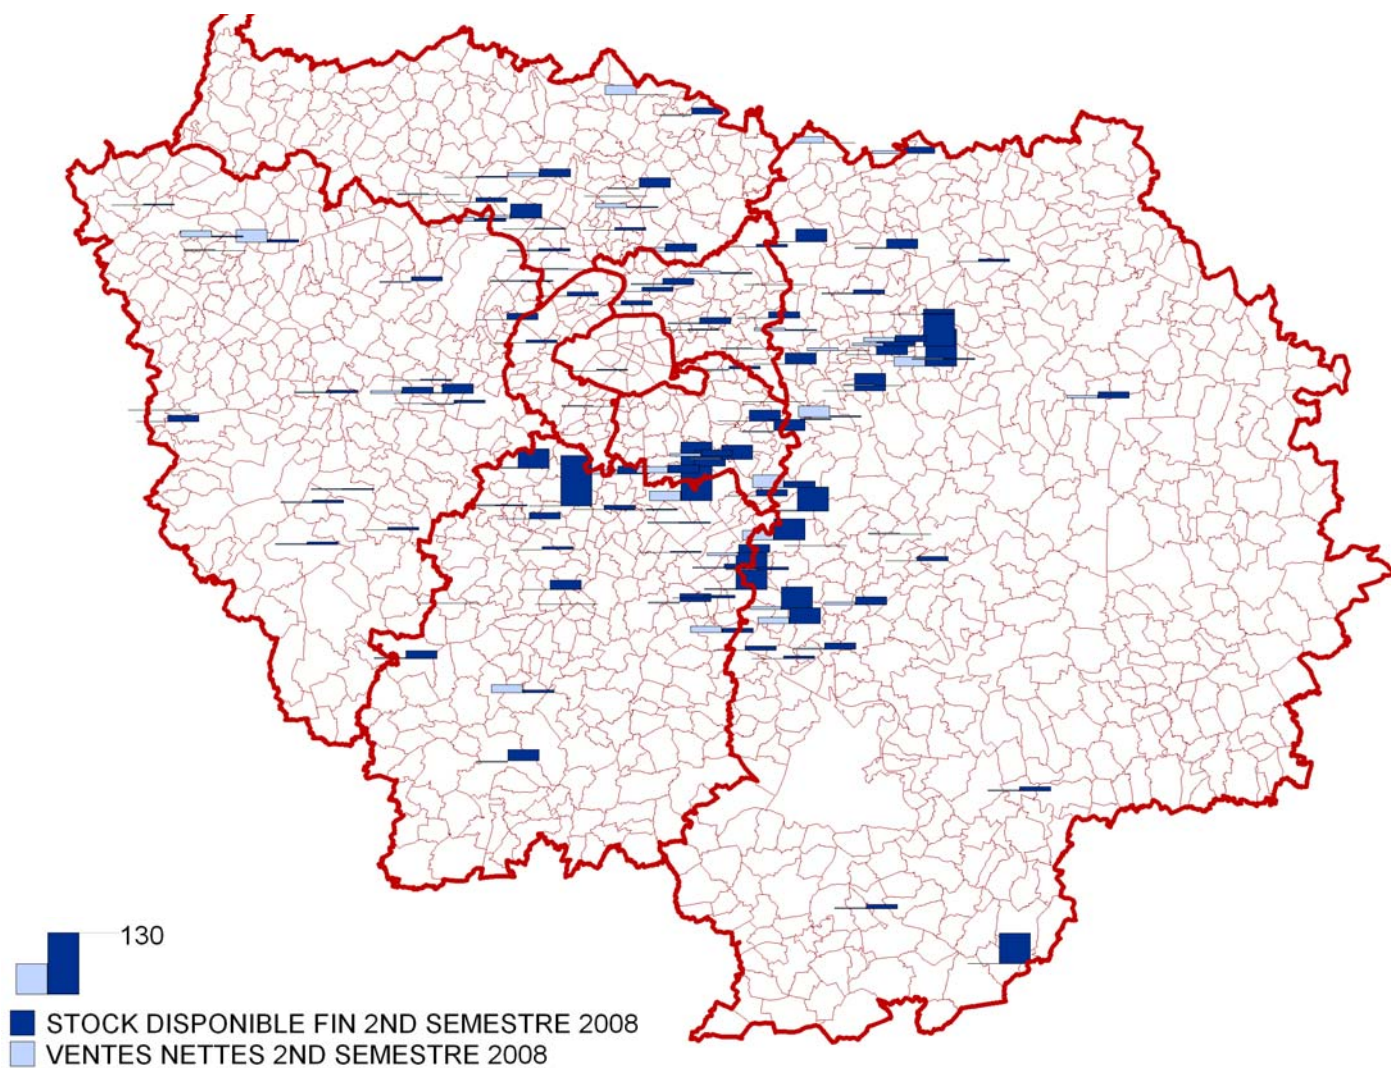 130
STOCK DISPONIBLE FIN 2ND SEMESTRE 2008
VENTES NETTES 2ND SEMESTRE 2008